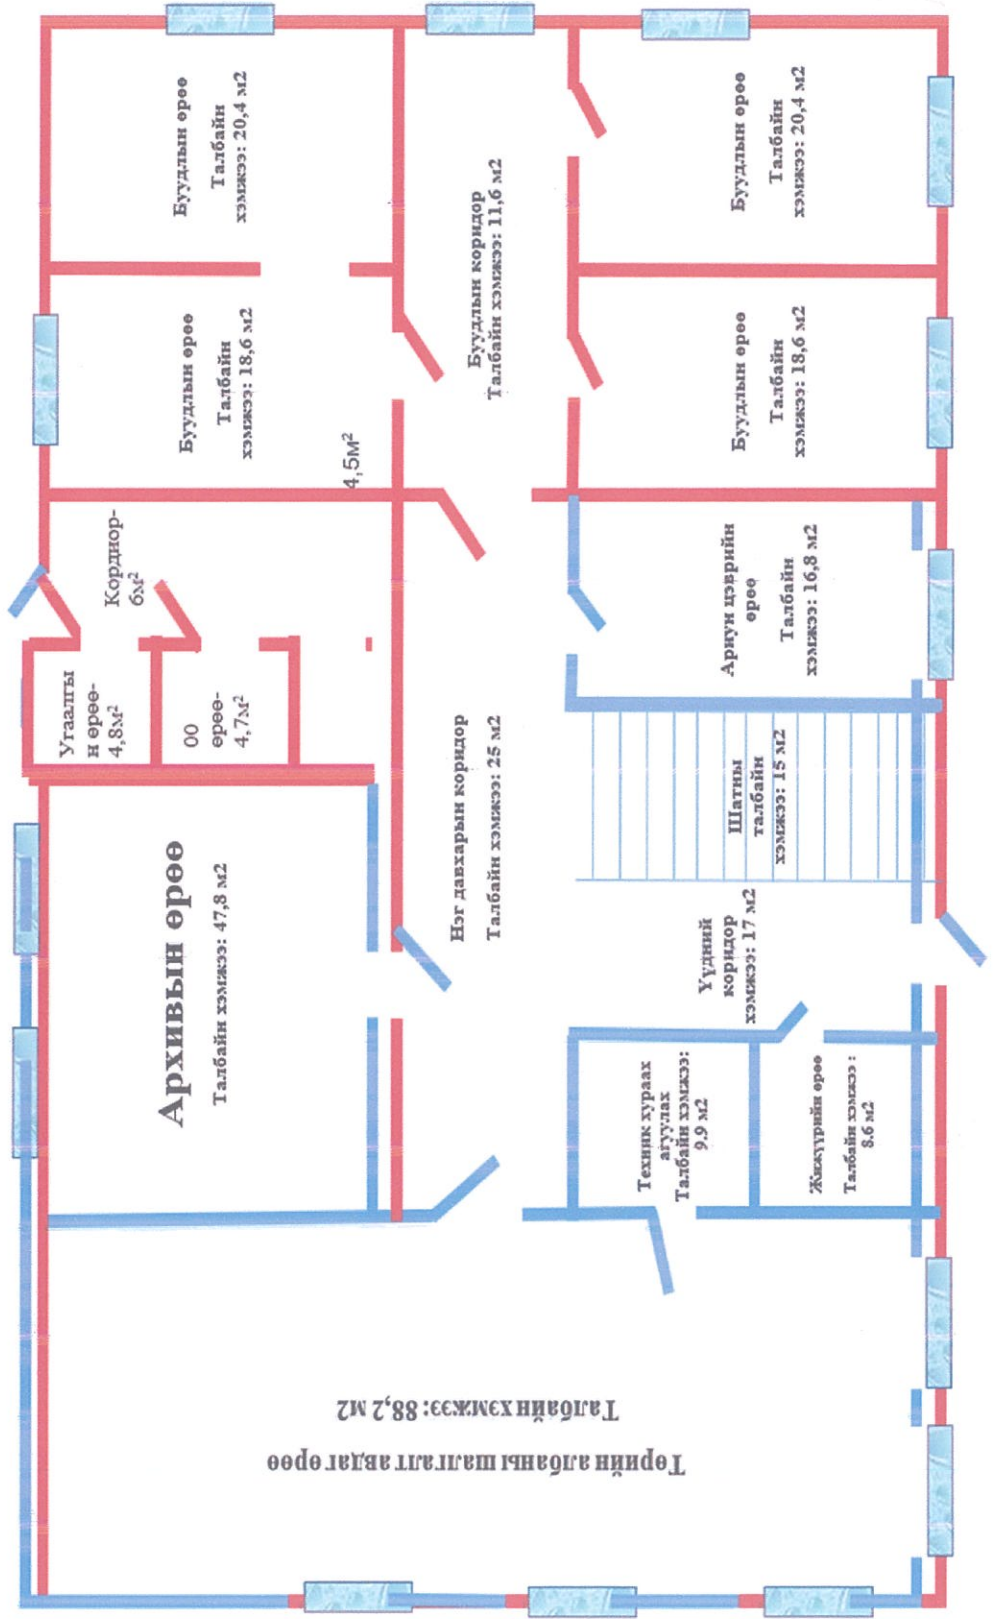 Буудлын өрөө
Талбайн
хэмжээ: 20,4 м2
Буудлын коридор
Талбайн хэмжээ: 11,6 м2
Буудлын өрөө
Талбайн
хэмжээ: 20,4 м2
Буудлын өрөө
Талбайн
хэмжээ: 18,6 м2
4,5м²
Буудлын өрөө
Талбайн
хэмжээ: 18,6 м2
Кордиор-
6м²
Угаалгы
н өрөө-
4,8м²
00
өрөө-
4,7м²
Ариун цэврийн
өрөө
Талбайн
хэмжээ: 16,8 м2
Архивын өрөө
Талбайн хэмжээ: 47,8 м2
Нэг давхарын коридор
Талбайн хэмжээ: 25 м2
Шатны
талбайн
хэмжээ: 15 м2
Үүдний
коридор
хэмжээ: 17 м2
Техник хураах
агуулах
Талбайн хэмжээ:
9.9 м2
Жижүүрийн өрөө
Талбайн хэмжээ :
8.6 м2
Төрийн албаны шалгалт авдаг өрөө
Талбайн хэмжээ: 88,2 м2